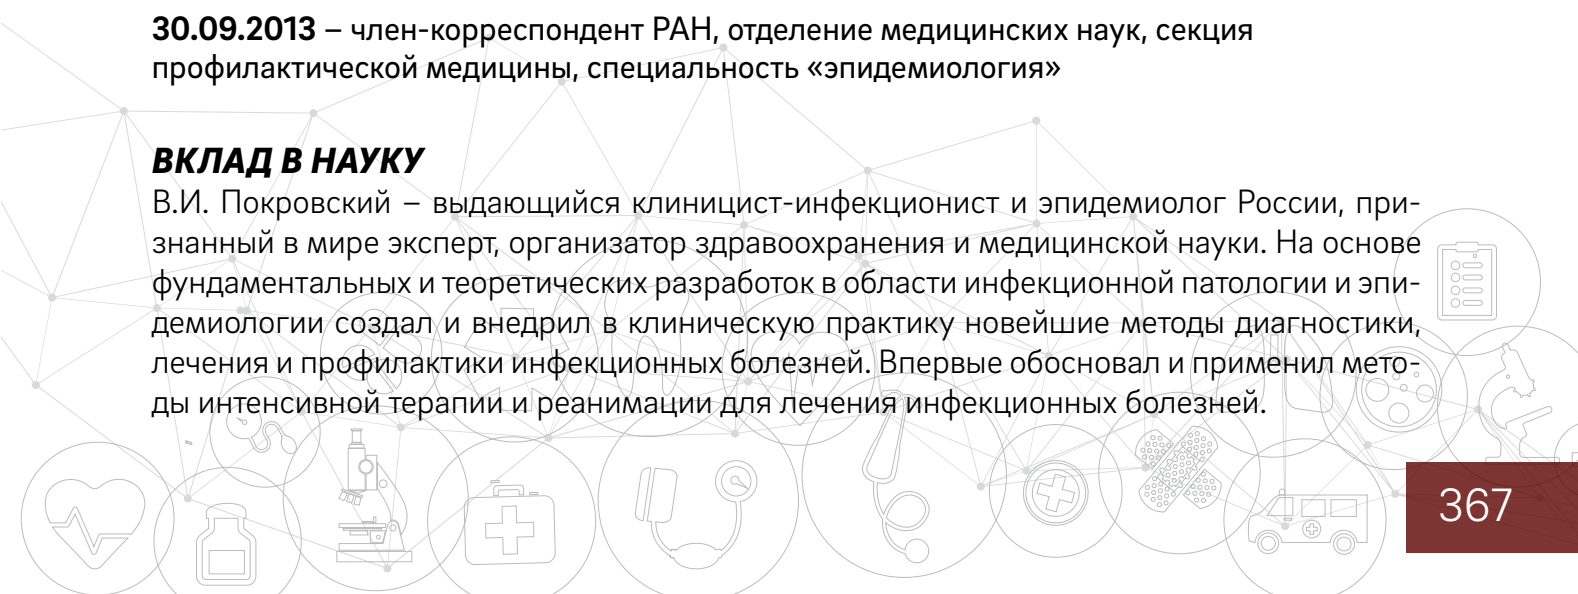 30.09.2013 – член-корреспондент РАН, отделение медицинских наук, секция
профилактической медицины, специальность «эпидемиология»
ВКЛАД В НАУКУ
В.И. Покровский – выдающийся клиницист-инфекционист и эпидемиолог России, при-
знанный в мире эксперт, организатор здравоохранения и медицинской науки. На основе
фундаментальных и теоретических разработок в области инфекционной патологии и эпи-
демиологии создал и внедрил в клиническую практику новейшие методы диагностики,
лечения и профилактики инфекционных болезней. Впервые обосновал и применил мето-
ды интенсивной терапии и реанимации для лечения инфекционных болезней.
367